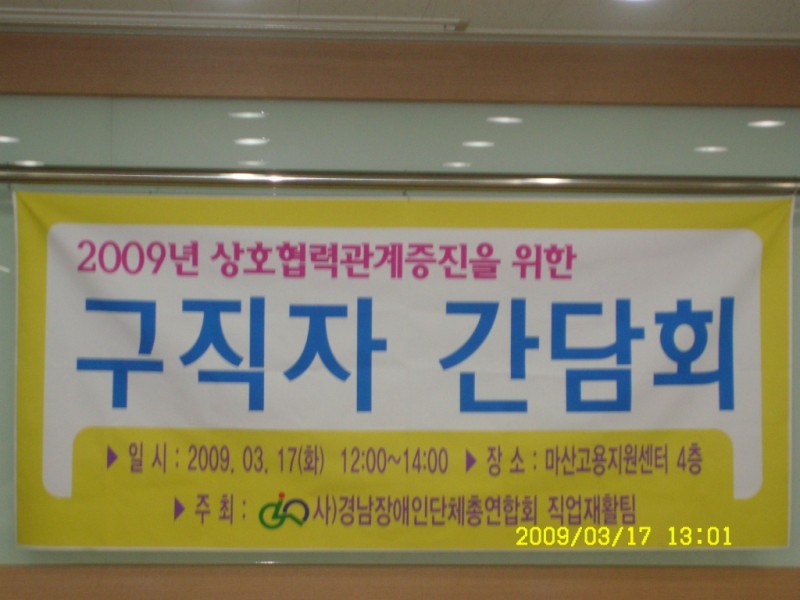 2009년 상호협력관계증진을 위한
구직자 간담회
▶ 일 시 : 2009. 03. 17(화) 12:00~14:00 ▶ 장 소 : 마산고용지원센터 4층
▶ 주 최 : 사)경남장애인단체총연합회 직업재활팀
2009/03/17 13:01